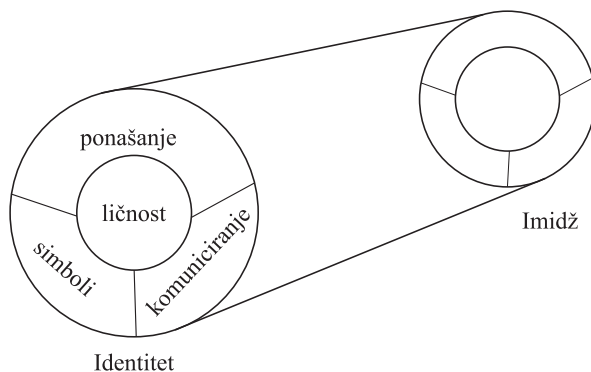 ponašanje
ličnost
simboli
komuniciranje
Imidž
Identitet